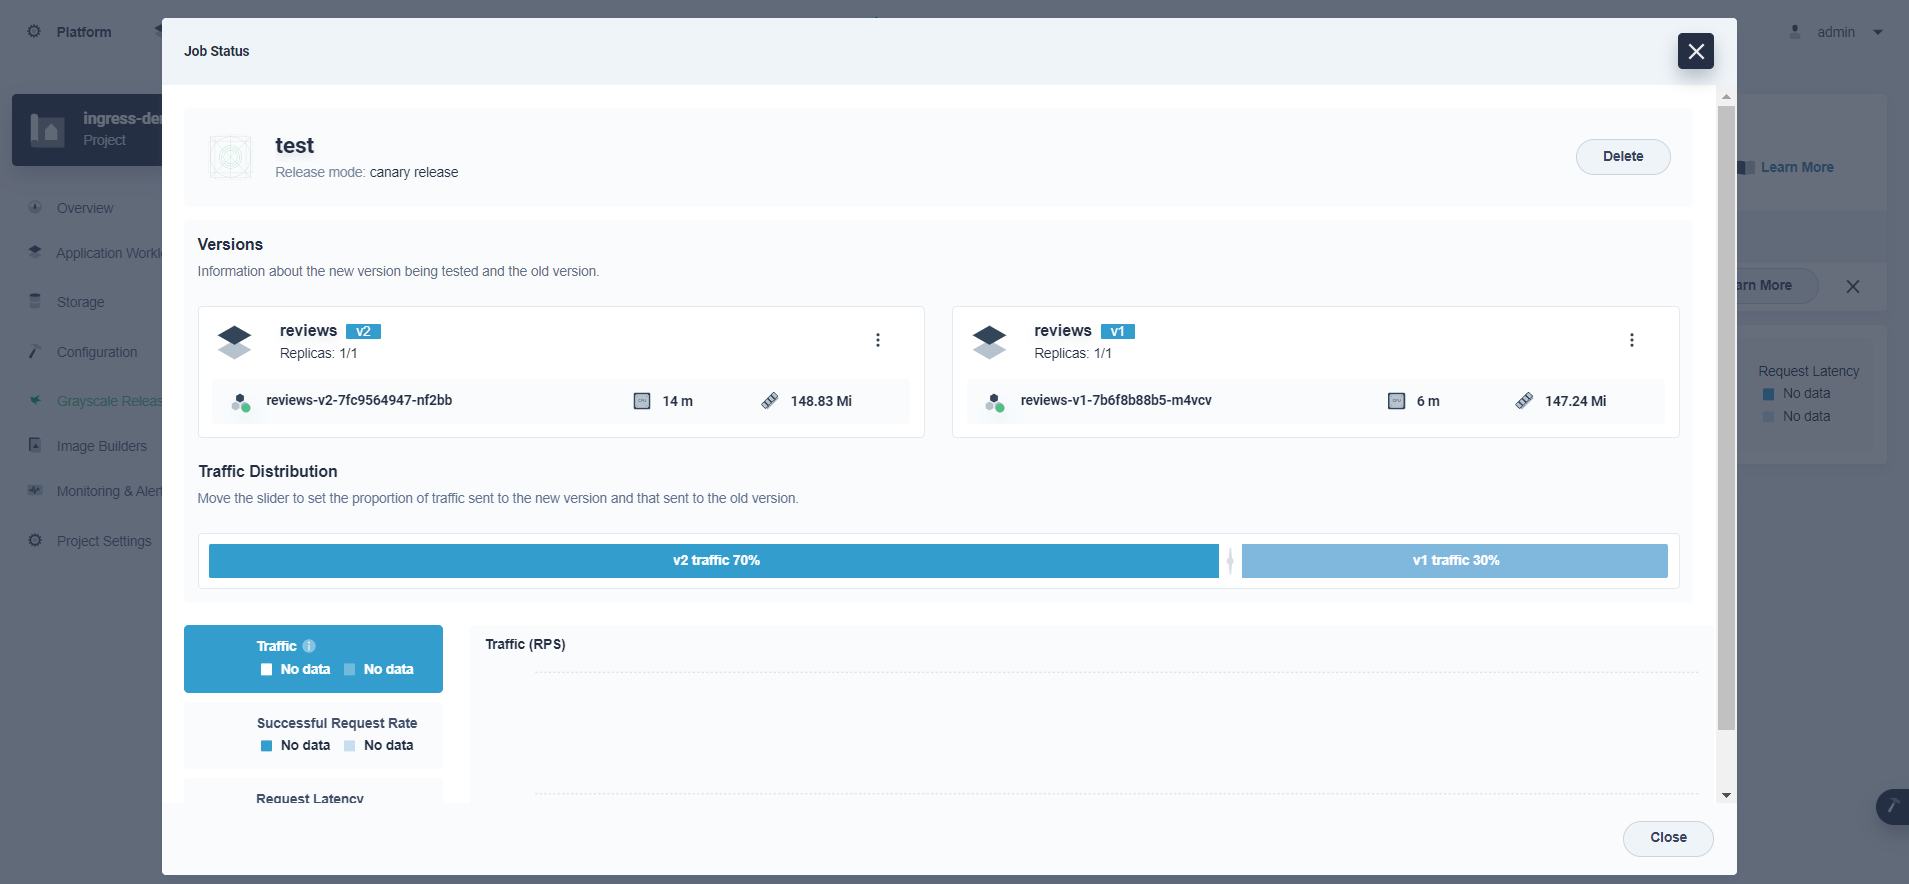 Platform
admin
Job Status
ingress-de
Project
test
Release mode: canary release
Delete
Learn More
Overview
Application Workl
Storage
Configuration
Grayscale Releas
Image Builders
Monitoring & Alert
Project Settings
Versions
Information about the new version being tested and the old version.
reviews v2
Replicas: 1/1
reviews-v2-7fc9564947-nf2bb 14 m 148.83 Mi
reviews v1
Replicas: 1/1
reviews-v1-7b6f8b88b5-m4vcv 6 m 147.24 Mi
arn More
Request Latency
No data
No data
Traffic Distribution
Move the slider to set the proportion of traffic sent to the new version and that sent to the old version.
v2 traffic 70%
v1 traffic 30%
Traffic
No data No data
Successful Request Rate
No data No data
Request Latency
Traffic (RPS)
Close